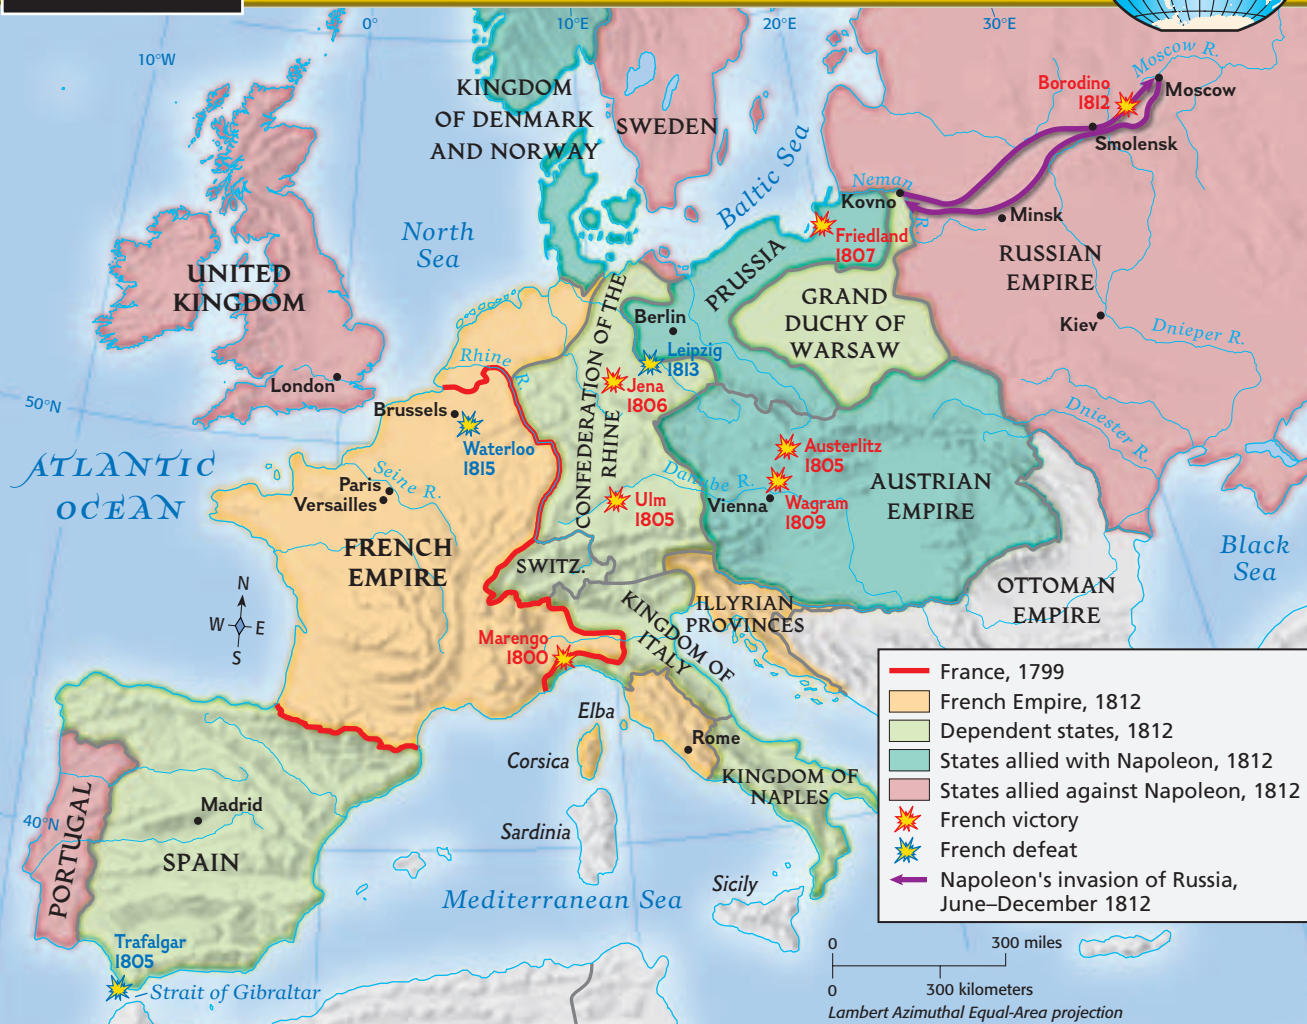 0°
10°E
20°E
30°E
10°W
50°N
40°N
KINGDOM
OF DENMARK
AND NORWAY
SWEDEN
Baltic Sea
North
Sea
Moscow R.
Borodino
1812
Moscow
Smolensk
Neman
R.
Kovno
Minsk
Friedland
1807
RUSSIAN
EMPIRE
UNITED
KINGDOM
London
PRUSSIA
GRAND
DUCHY OF
WARSAW
Berlin
Leipzig
1813
Jena
1806
Kiev
Dnieper R.
Dniester R.
Rhine R.
CONFEDERATION OF THE
RHINE
Brussels
Waterloo
1815
ATLANTIC
OCEAN
Seine R.
Paris
Versailles
Austerlitz
1805
Danube R.
Wagram
1809
Vienna
AUSTRIAN
EMPIRE
Ulm
1805
FRENCH
EMPIRE
SWITZ.
Black
Sea
OTTOMAN
EMPIRE
N
W
E
S
KINGDOM OF
ITALY
ILLYRIAN
PROVINCES
Marengo
1800
Elba
Corsica
Rome
KINGDOM OF
NAPLES
Sardinia
Sicily
Mediterranean Sea
Madrid
SPAIN
PORTUGAL
Trafalgar
1805
Strait of Gibraltar
France, 1799
French Empire, 1812
Dependent states, 1812
States allied with Napoleon, 1812
States allied against Napoleon, 1812
French victory
French defeat
Napoleon's invasion of Russia,
June–December 1812
0 300 miles
0 300 kilometers
Lambert Azimuthal Equal-Area projection